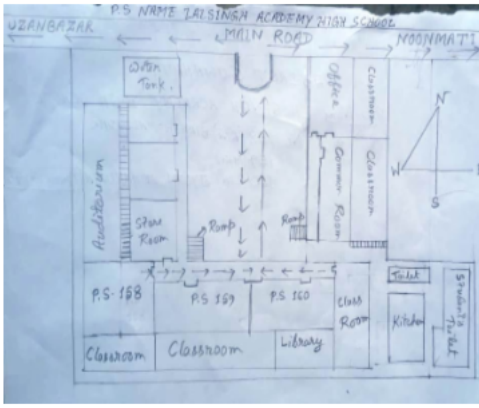 P.S NAME LALSINGH ACADEMY HIGH SCHOOL
UZANBAZAR
MAIN ROAD
NOONMATI
Water
Tank.
Office
Classroom
N
W
S
Auditorium
Store
Room
Ramp
Ramp
Common Room
Classroom
P.S-158
P.S 159
P.S 160
Class
Room
Toilet
Kitchen
Students
Toilet
Classroom
Classroom
Library